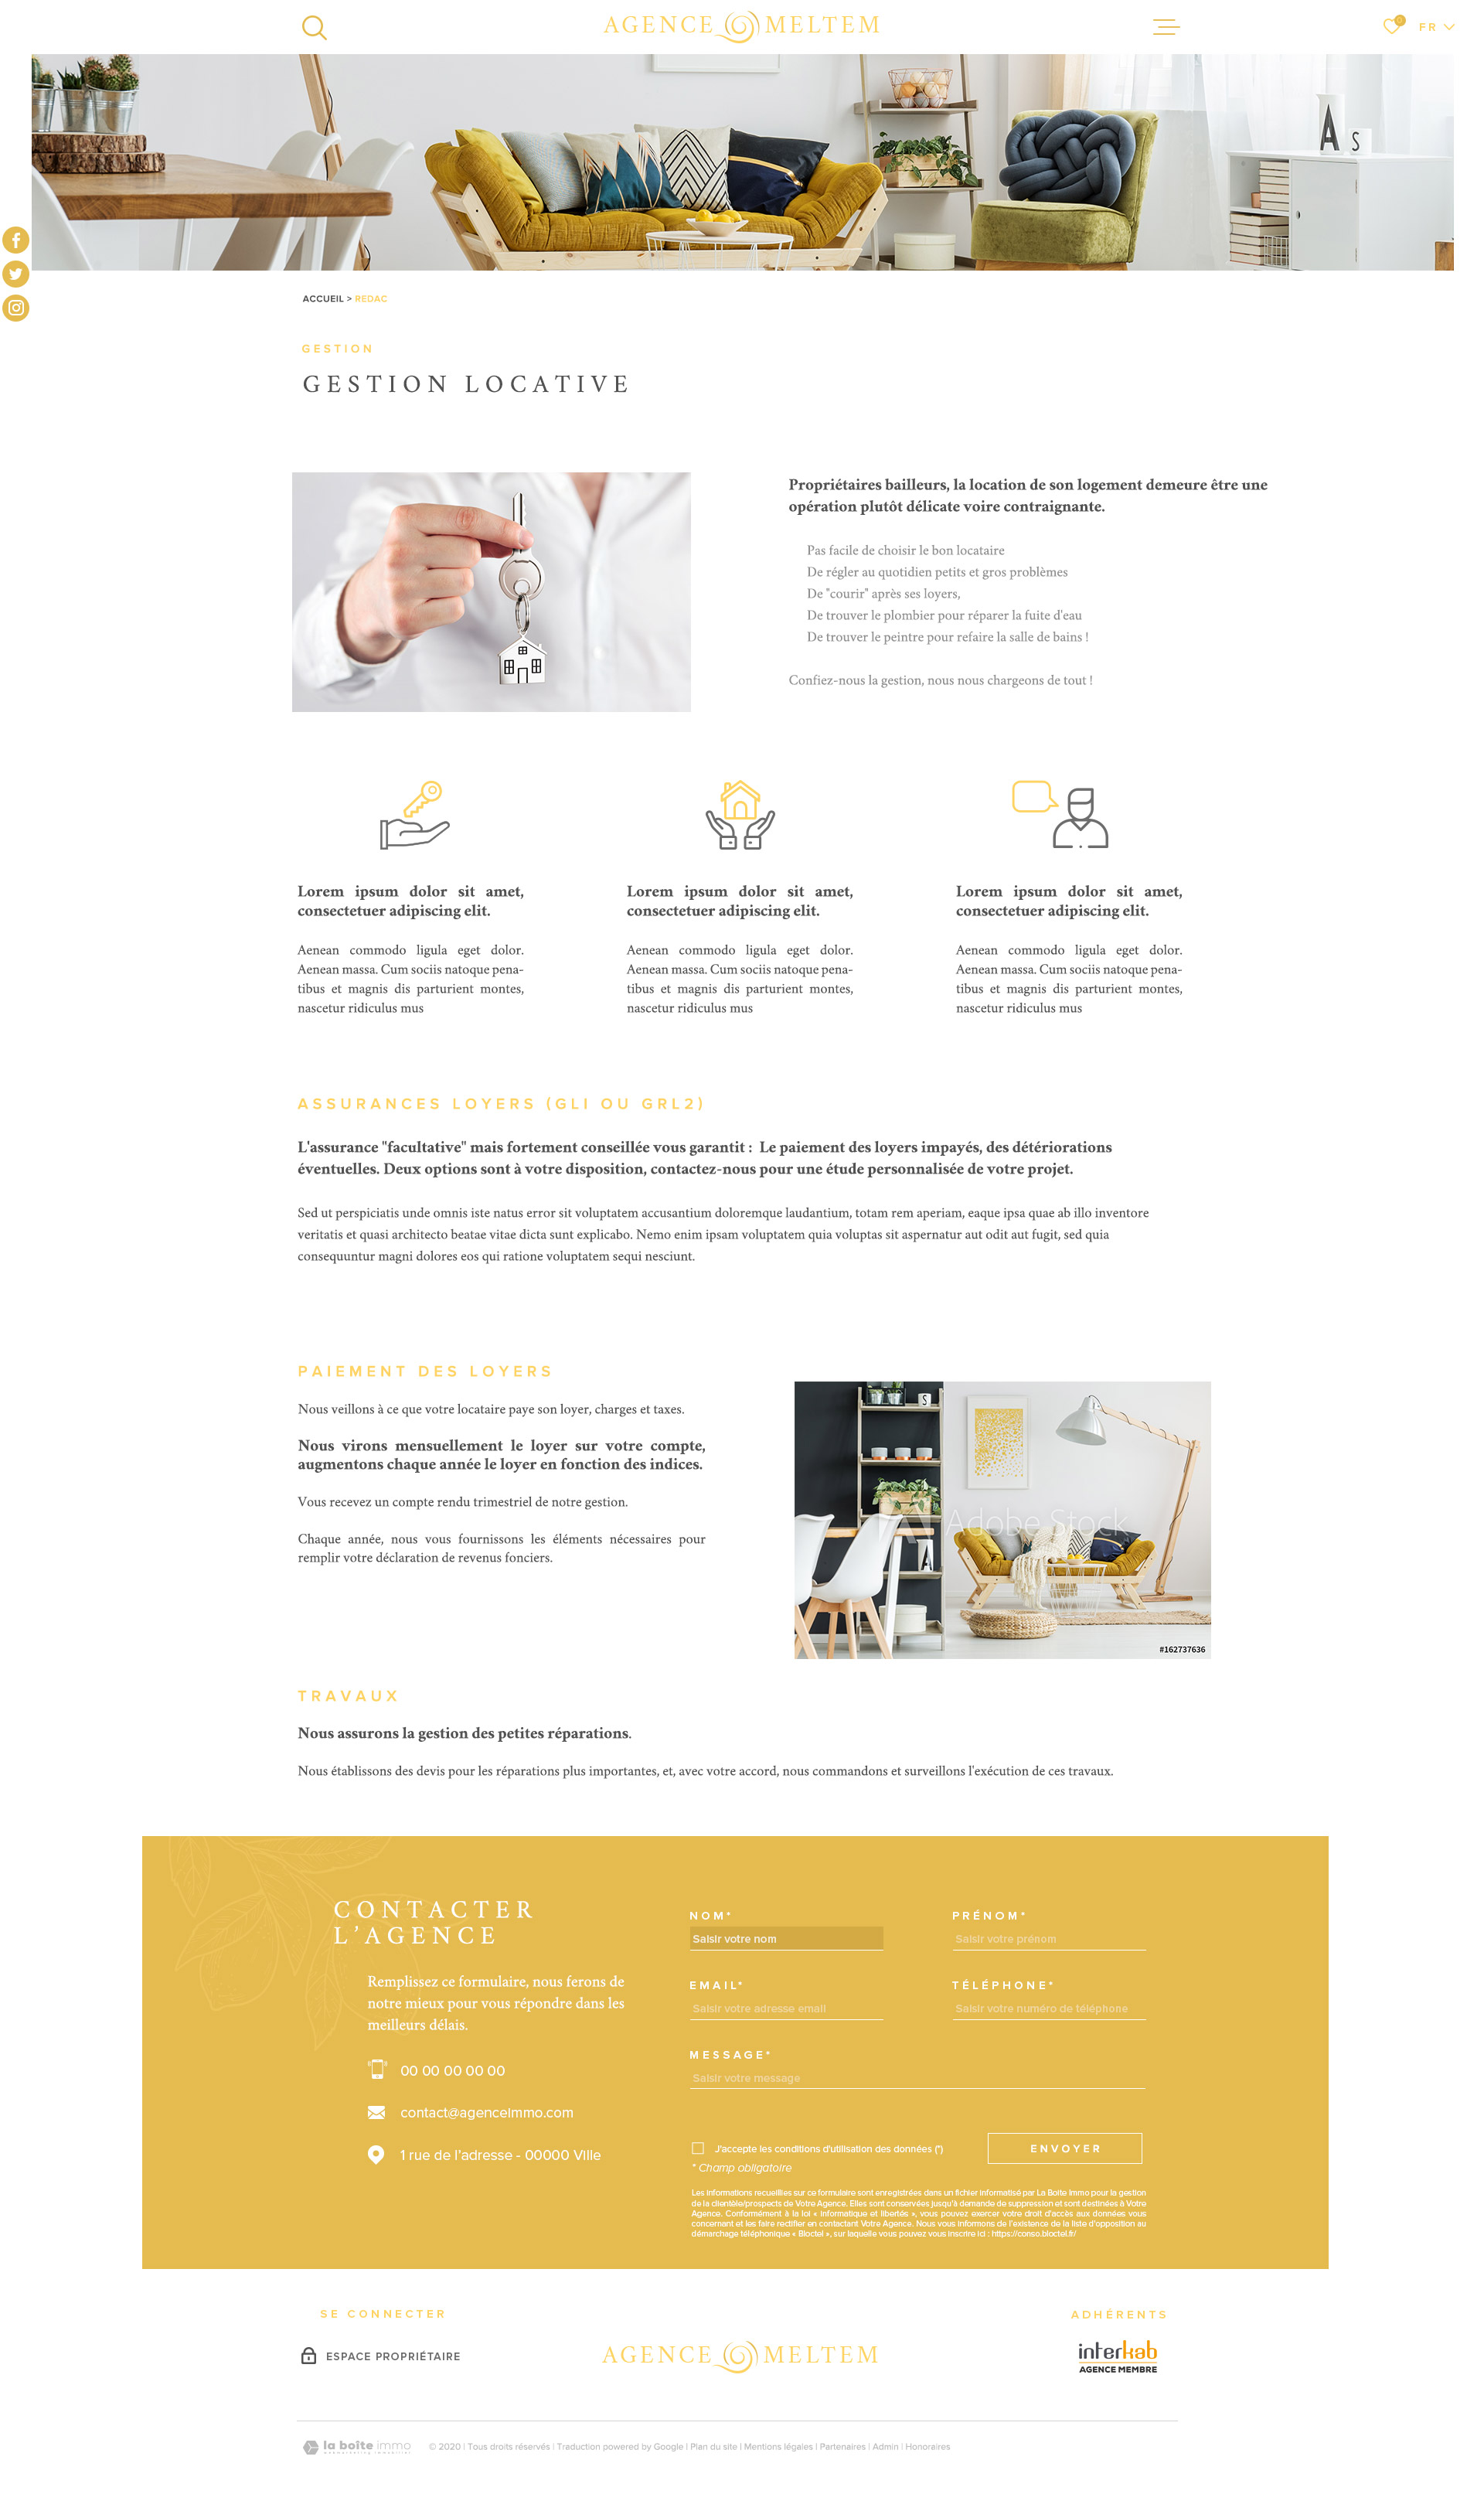 AGENCE MELTEM
0
FR
A S
ACCUEIL > REDAC
GESTION
GESTION LOCATIVE
Propriétaires bailleurs, la location de son logement demeure être une
opération plutôt délicate voire contraignante.
Pas facile de choisir le bon locataire
De régler au quotidien petits et gros problèmes
De "courir" après ses loyers,
De trouver le plombier pour réparer la fuite d'eau
De trouver le peintre pour refaire la salle de bains !
Confiez-nous la gestion, nous nous chargeons de tout !
Lorem ipsum dolor sit amet,
consectetuer adipiscing elit.
Aenean commodo ligula eget dolor.
Aenean massa. Cum sociis natoque pena-
tibus et magnis dis parturient montes,
nascetur ridiculus mus
Lorem ipsum dolor sit amet,
consectetuer adipiscing elit.
Aenean commodo ligula eget dolor.
Aenean massa. Cum sociis natoque pena-
tibus et magnis dis parturient montes,
nascetur ridiculus mus
Lorem ipsum dolor sit amet,
consectetuer adipiscing elit.
Aenean commodo ligula eget dolor.
Aenean massa. Cum sociis natoque pena-
tibus et magnis dis parturient montes,
nascetur ridiculus mus
ASSURANCES LOYERS (GLI OU GRL2)
L'assurance "facultative" mais fortement conseillée vous garantit : Le paiement des loyers impayés, des détériorations
éventuelles. Deux options sont à votre disposition, contactez-nous pour une étude personnalisée de votre projet.
Sed ut perspiciatis unde omnis iste natus error sit voluptatem accusantium doloremque laudantium, totam rem aperiam, eaque ipsa quae ab illo inventore
veritatis et quasi architecto beatae vitae dicta sunt explicabo. Nemo enim ipsam voluptatem quia voluptas sit aspernatur aut odit aut fugit, sed quia
consequuntur magni dolores eos qui ratione voluptatem sequi nesciunt.
PAIEMENT DES LOYERS
Nous veillons à ce que votre locataire paye son loyer, charges et taxes.
Nous virons mensuellement le loyer sur votre compte,
augmentons chaque année le loyer en fonction des indices.
Vous recevez un compte rendu trimestriel de notre gestion.
Chaque année, nous vous fournissons les éléments nécessaires pour
remplir votre déclaration de revenus fonciers.
S
A
Adobe Stock
#162737636
TRAVAUX
Nous assurons la gestion des petites réparations.
Nous établissons des devis pour les réparations plus importantes, et, avec votre accord, nous commandons et surveillons l'exécution de ces travaux.
CONTACTER
L'AGENCE
Remplissez ce formulaire, nous ferons de
notre mieux pour vous répondre dans les
meilleurs délais.
00 00 00 00 00
contact@agenceimmo.com
1 rue de l'adresse - 00000 Ville
NOM*
Saisir votre nom
PRÉNOM*
Saisir votre prénom
EMAIL*
Saisir votre adresse email
TÉLÉPHONE*
Saisir votre numéro de téléphone
MESSAGE*
Saisir votre message
J'accepte les conditions d'utilisation des données (*)
ENVOYER
* Champ obligatoire
Les informations recueillies sur ce formulaire sont enregistrées dans un fichier informatisé par La Boite Immo pour la gestion
de la clientèle/prospects de Votre Agence. Elles sont conservées jusqu'à demande de suppression et sont destinées à Votre
Agence. Conformément à la loi « informatique et libertés », vous pouvez exercer votre droit d'accès aux données vous
concernant et les faire rectifier en contactant Votre Agence. Nous vous informons de l'existence de la liste d'opposition au
démarchage téléphonique « Bloctel », sur laquelle vous pouvez vous inscrire ici : https://conso.bloctel.fr/
SE CONNECTER
ESPACE PROPRIÉTAIRE
AGENCE MELTEM
ADHÉRENTS
interkab
AGENCE MEMBRE
la boîte immo
© 2020 | Tous droits réservés | Traduction powered by Google | Plan du site | Mentions légales | Partenaires | Admin | Honoraires